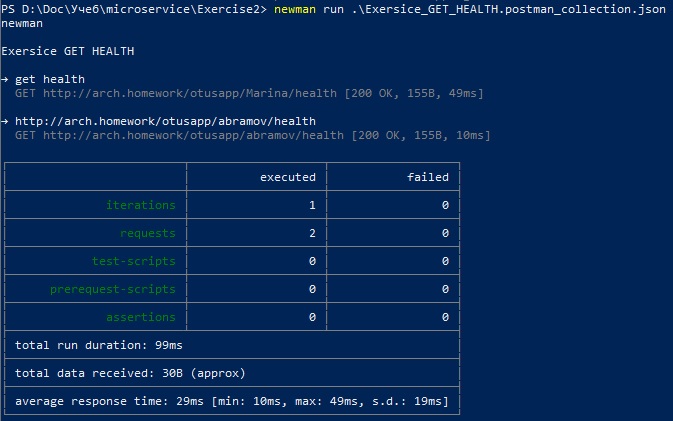 PS D:\Doc\Учеб\microservice\Exercise2> newman run .\Exersice_GET_HEALTH.postman_collection.json
newman
Exersice GET HEALTH
→ get health
GET http://arch.homework/otusapp/Marina/health [200 OK, 155B, 49ms]
→ http://arch.homework/otusapp/abramov/health
GET http://arch.homework/otusapp/abramov/health [200 OK, 155B, 10ms]
executed failed
iterations 1 0
requests 2 0
test-scripts 0 0
prerequest-scripts 0 0
assertions 0 0
total run duration: 99ms
total data received: 30B (approx)
average response time: 29ms [min: 10ms, max: 49ms, s.d.: 19ms]